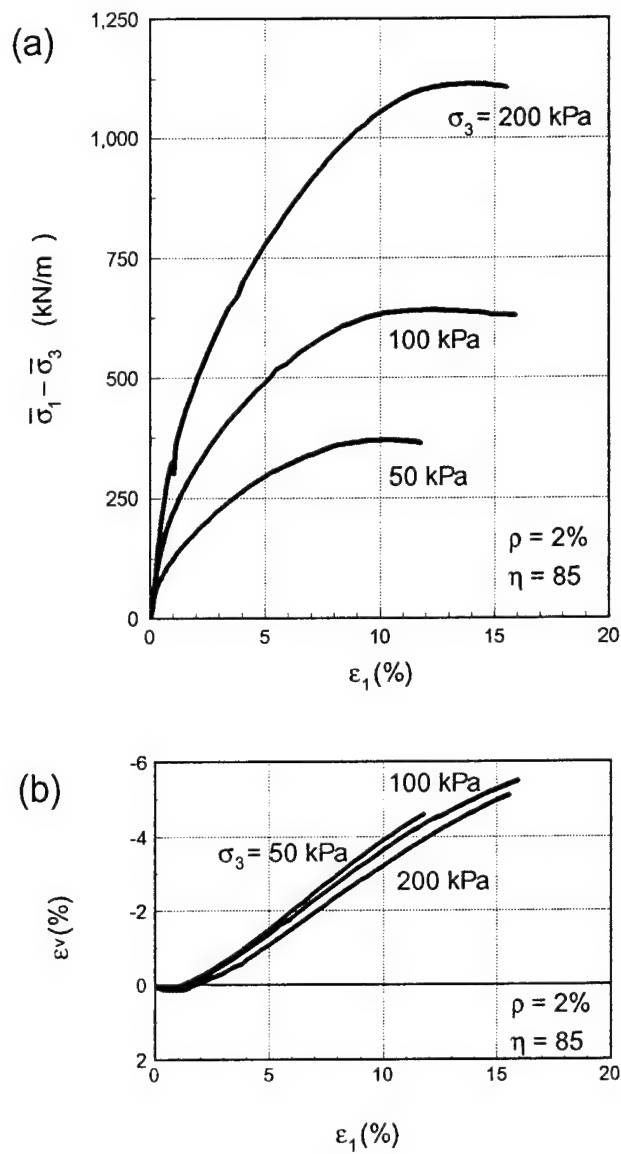 (a)
1,250
1,000
750
500
250
0
σ̅₁ − σ̅₃ (kN/m)
σ₃ = 200 kPa
100 kPa
50 kPa
ρ = 2%
η = 85
0 5 10 15 20
ε₁(%)
(b)
-6
-4
-2
0
2
εᵛ(%)
100 kPa
σ₃ = 50 kPa
200 kPa
ρ = 2%
η = 85
0 5 10 15 20
ε₁(%)